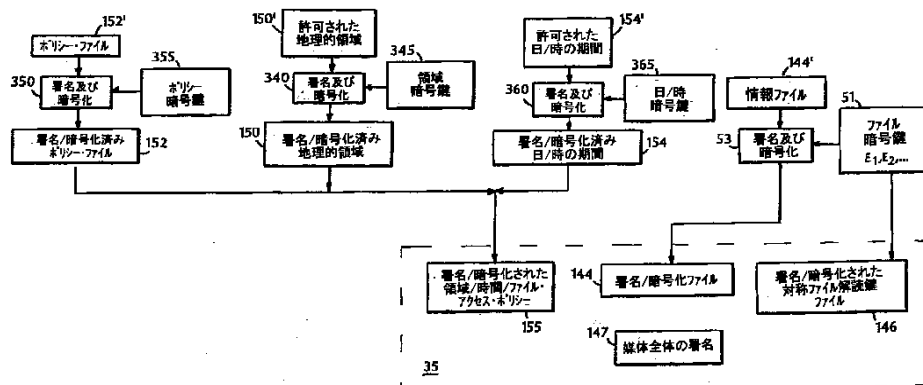 152'
ポリシー・ファイル
350
署名及び
暗号化
355
ポリシー
暗号鍵
署名/暗号化済み
ポリシー・ファイル
152
150'
許可された
地理的領域
340
署名及び
暗号化
345
領域
暗号鍵
150
署名/暗号化済み
地理的領域
154'
許可された
日/時の期間
360
署名及び
暗号化
365
日/時
暗号鍵
署名/暗号化済み
日/時の期間
154
144'
情報ファイル
53
署名及び
暗号化
51
ファイル
暗号鍵
E1,E2,...
署名/暗号化された
領域/時間/ファイル・
アクセス・ポリシー
155
144
署名/暗号化ファイル
署名/暗号化された
対称ファイル解読鍵
ファイル
146
147
媒体全体の署名
35